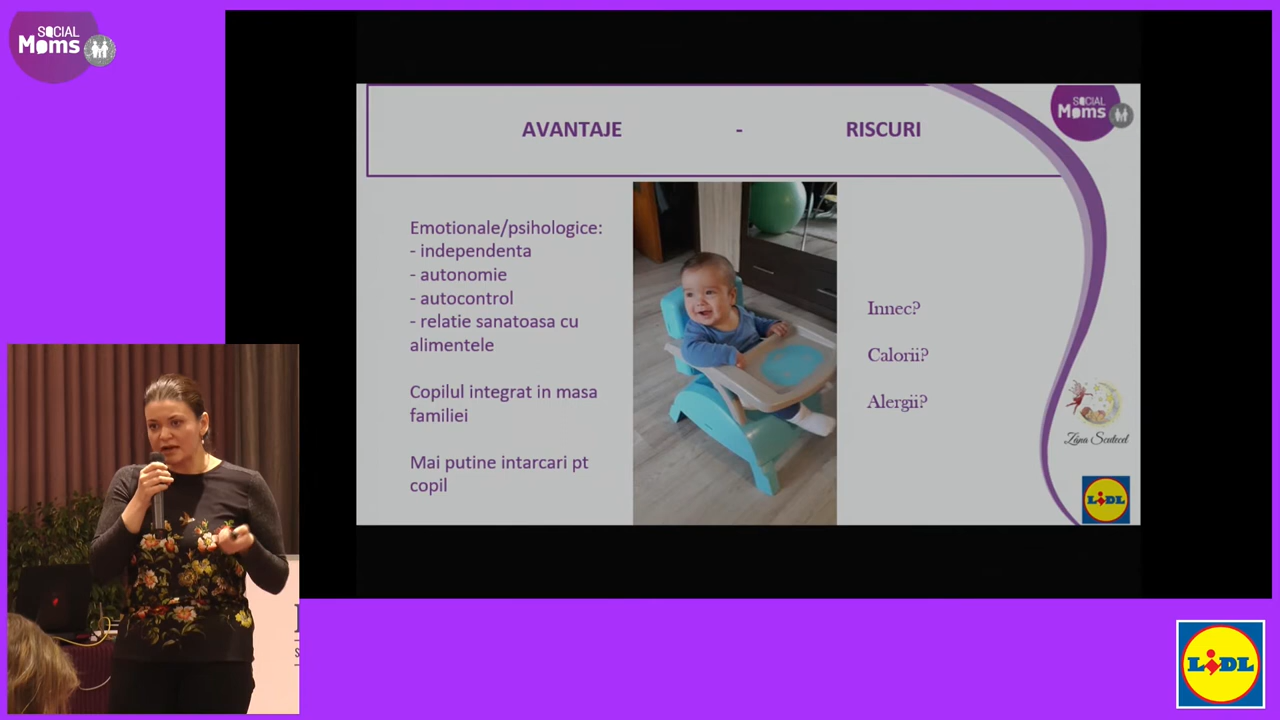 SOCIAL
Moms
AVANTAJE - RISCURI
SOCIAL
Moms
Emotionale/psihologice:
- independenta
- autonomie
- autocontrol
- relatie sanatoasa cu
alimentele
Copilul integrat in masa
familiei
Mai putine intarcari pt
copil
Innec?
Calorii?
Alergii?
Zâna Scutecel
LiDL
LiDL